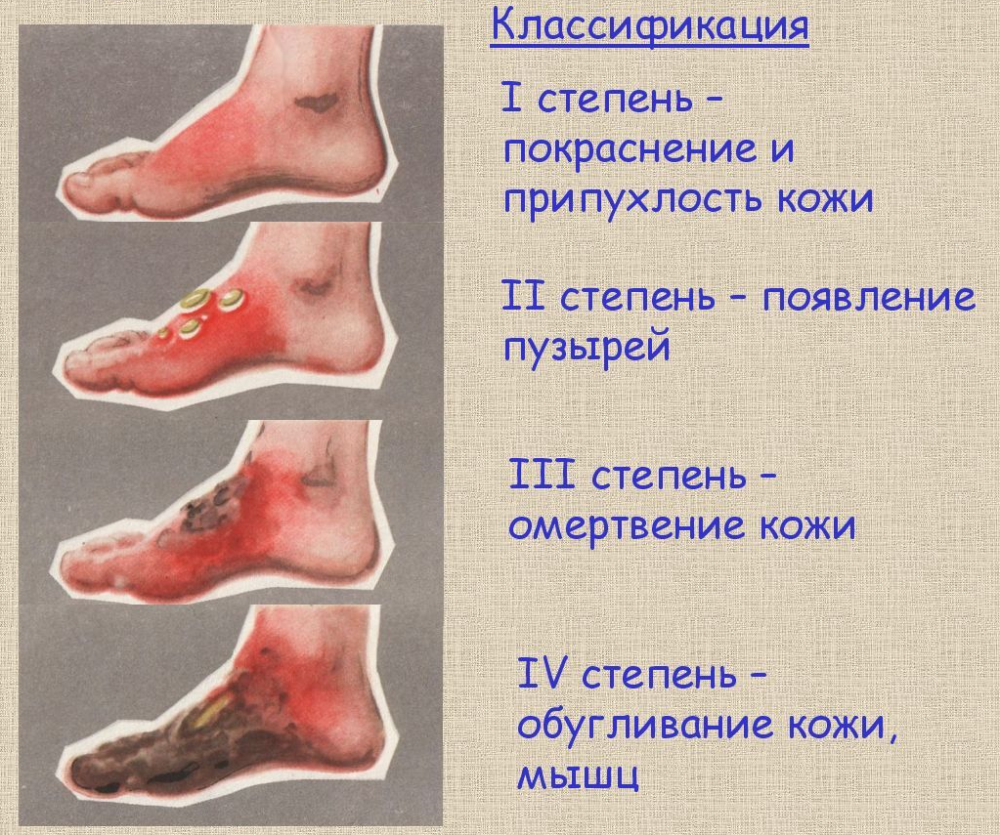 Классификация
I степень –
покраснение и
припухлость кожи
II степень – появление
пузырей
III степень –
омертвение кожи
IV степень –
обугливание кожи,
мышц